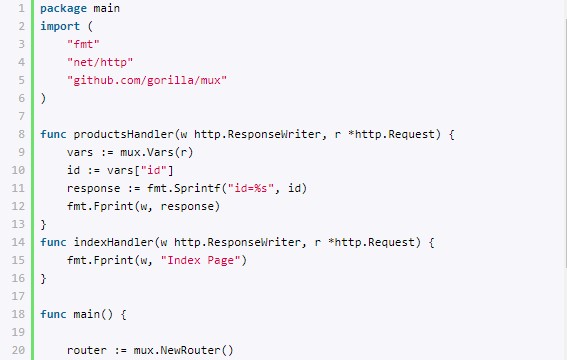 1 package main
2 import (
3     "fmt"
4     "net/http"
5     "github.com/gorilla/mux"
6 )
7
8 func productsHandler(w http.ResponseWriter, r *http.Request) {
9     vars := mux.Vars(r)
10     id := vars["id"]
11     response := fmt.Sprintf("id=%s", id)
12     fmt.Fprint(w, response)
13 }
14 func indexHandler(w http.ResponseWriter, r *http.Request) {
15     fmt.Fprint(w, "Index Page")
16 }
17
18 func main() {
19
20     router := mux.NewRouter()